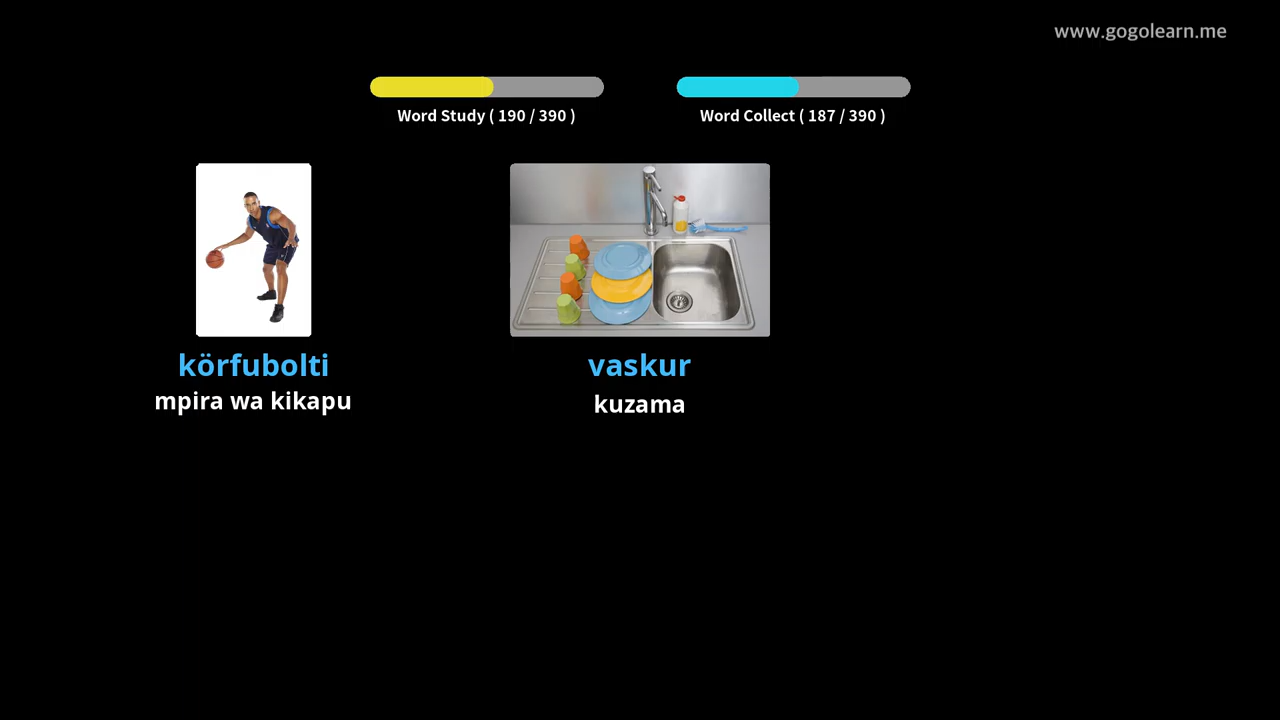 www.gogolearn.me
Word Study ( 190 / 390 )
Word Collect ( 187 / 390 )
körfubolti
mpira wa kikapu
vaskur
kuzama